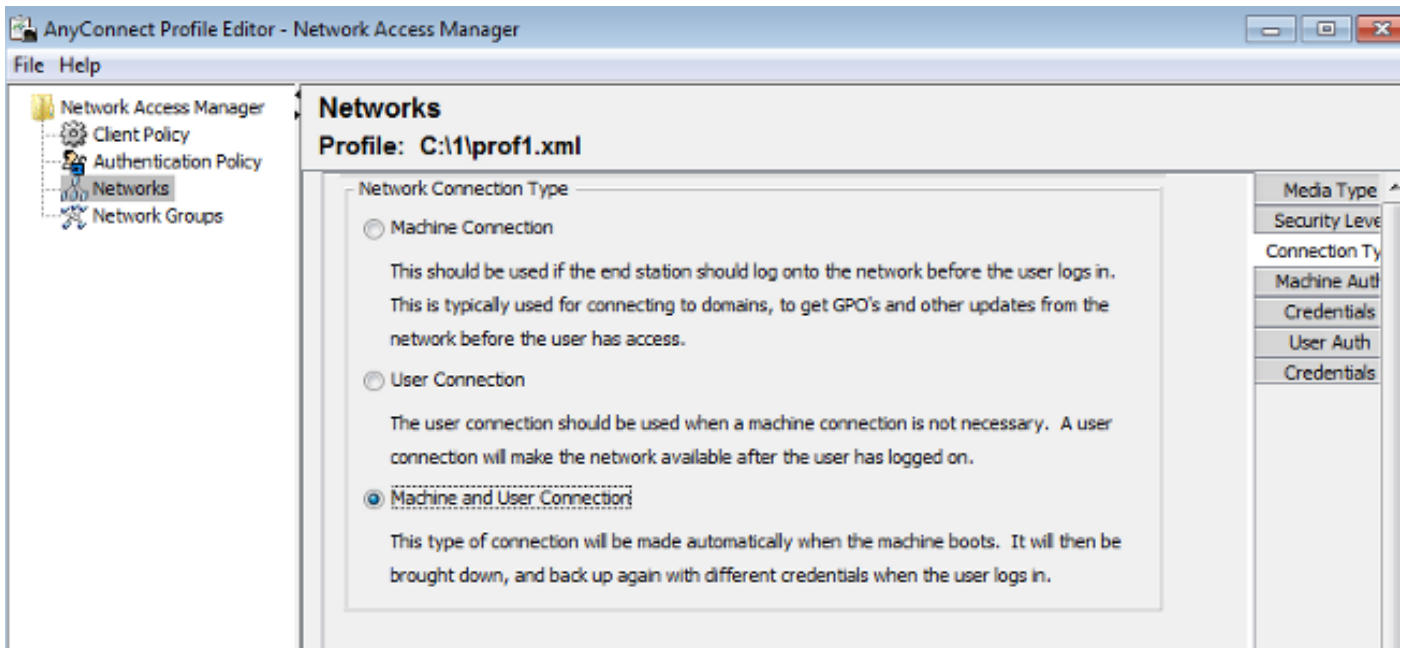 AnyConnect Profile Editor - Network Access Manager
File Help
Network Access Manager
Client Policy
Authentication Policy
Networks
Network Groups
Networks
Profile: C:\1\prof1.xml
Network Connection Type
Machine Connection
This should be used if the end station should log onto the network before the user logs in.
This is typically used for connecting to domains, to get GPO's and other updates from the
network before the user has access.
User Connection
The user connection should be used when a machine connection is not necessary. A user
connection will make the network available after the user has logged on.
Machine and User Connection
This type of connection will be made automatically when the machine boots. It will then be
brought down, and back up again with different credentials when the user logs in.
Media Type
Security Leve
Connection Ty
Machine Auth
Credentials
User Auth
Credentials